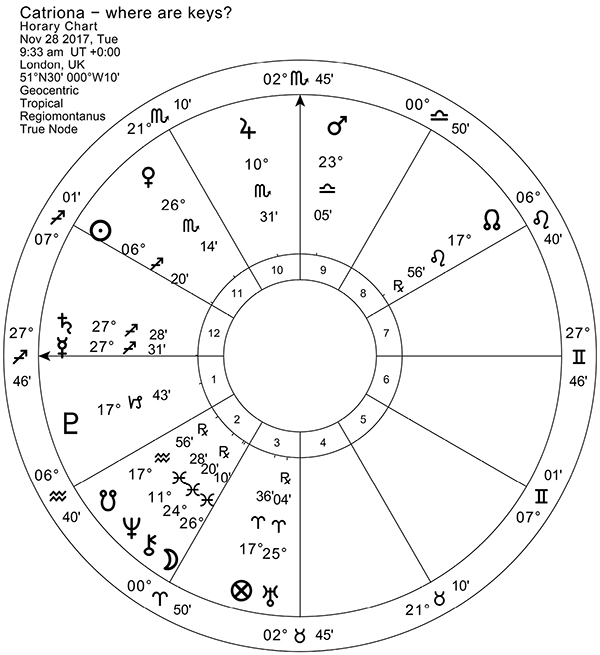 Catriona – where are keys?
Horary Chart
Nov 28 2017, Tue
9:33 am UT +0:00
London, UK
51°N30' 000°W10'
Geocentric
Tropical
Regiomontanus
True Node
02° ♏ 45'
00° ♎ 50'
06° ♌ 40'
27° ♊ 46'
07° ♊ 01'
21° ♉ 10'
02° ♉ 45'
00° ♈ 50'
06° ♒ 40'
27° ♐ 46'
07° ♐ 01'
21° ♏ 10'
♃ 10° ♏ 31'
♂ 23° ♎ 05'
☊ 17° ♌ 56' ℞
♀ 26° ♏ 14'
☉ 06° ♐ 20'
♄ 27° ♐ 28'
☿ 27° ♐ 31'
♇ 17° ♑ 43'
☋ 17° ♒ 56' ℞
♆ 11° ♓ 28'
⚷ 24° ♓ 20' ℞
☽ 26° ♓ 10'
⊗ 17° ♈ 36'
♅ 25° ♈ 04' ℞
10
9
8
7
6
5
4
3
2
1
12
11